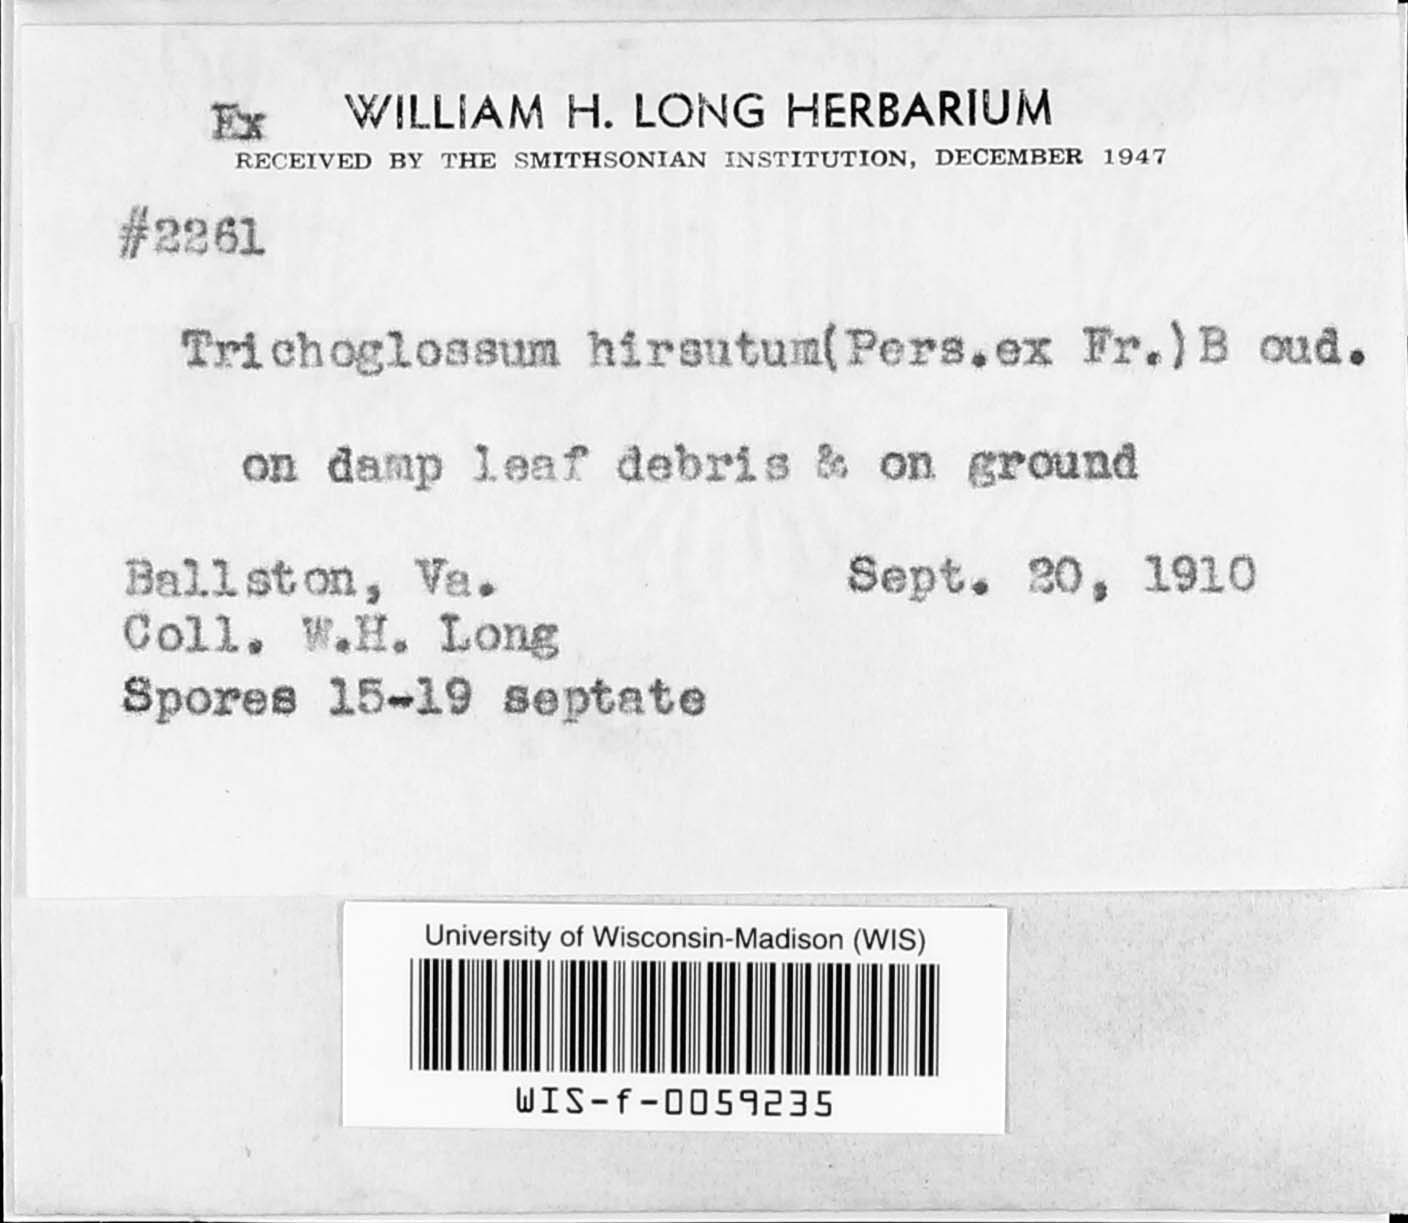 Ex WILLIAM H. LONG HERBARIUM
RECEIVED BY THE SMITHSONIAN INSTITUTION, DECEMBER 1947
#2261
Trichoglossum hirsutum(Pers.ex Fr.)B oud.
on damp leaf debris & on ground
Ballston, Va. Sept. 20, 1910
Coll. W.H. Long
Spores 15-19 septate
University of Wisconsin-Madison (WIS)
WIS-f-0059235